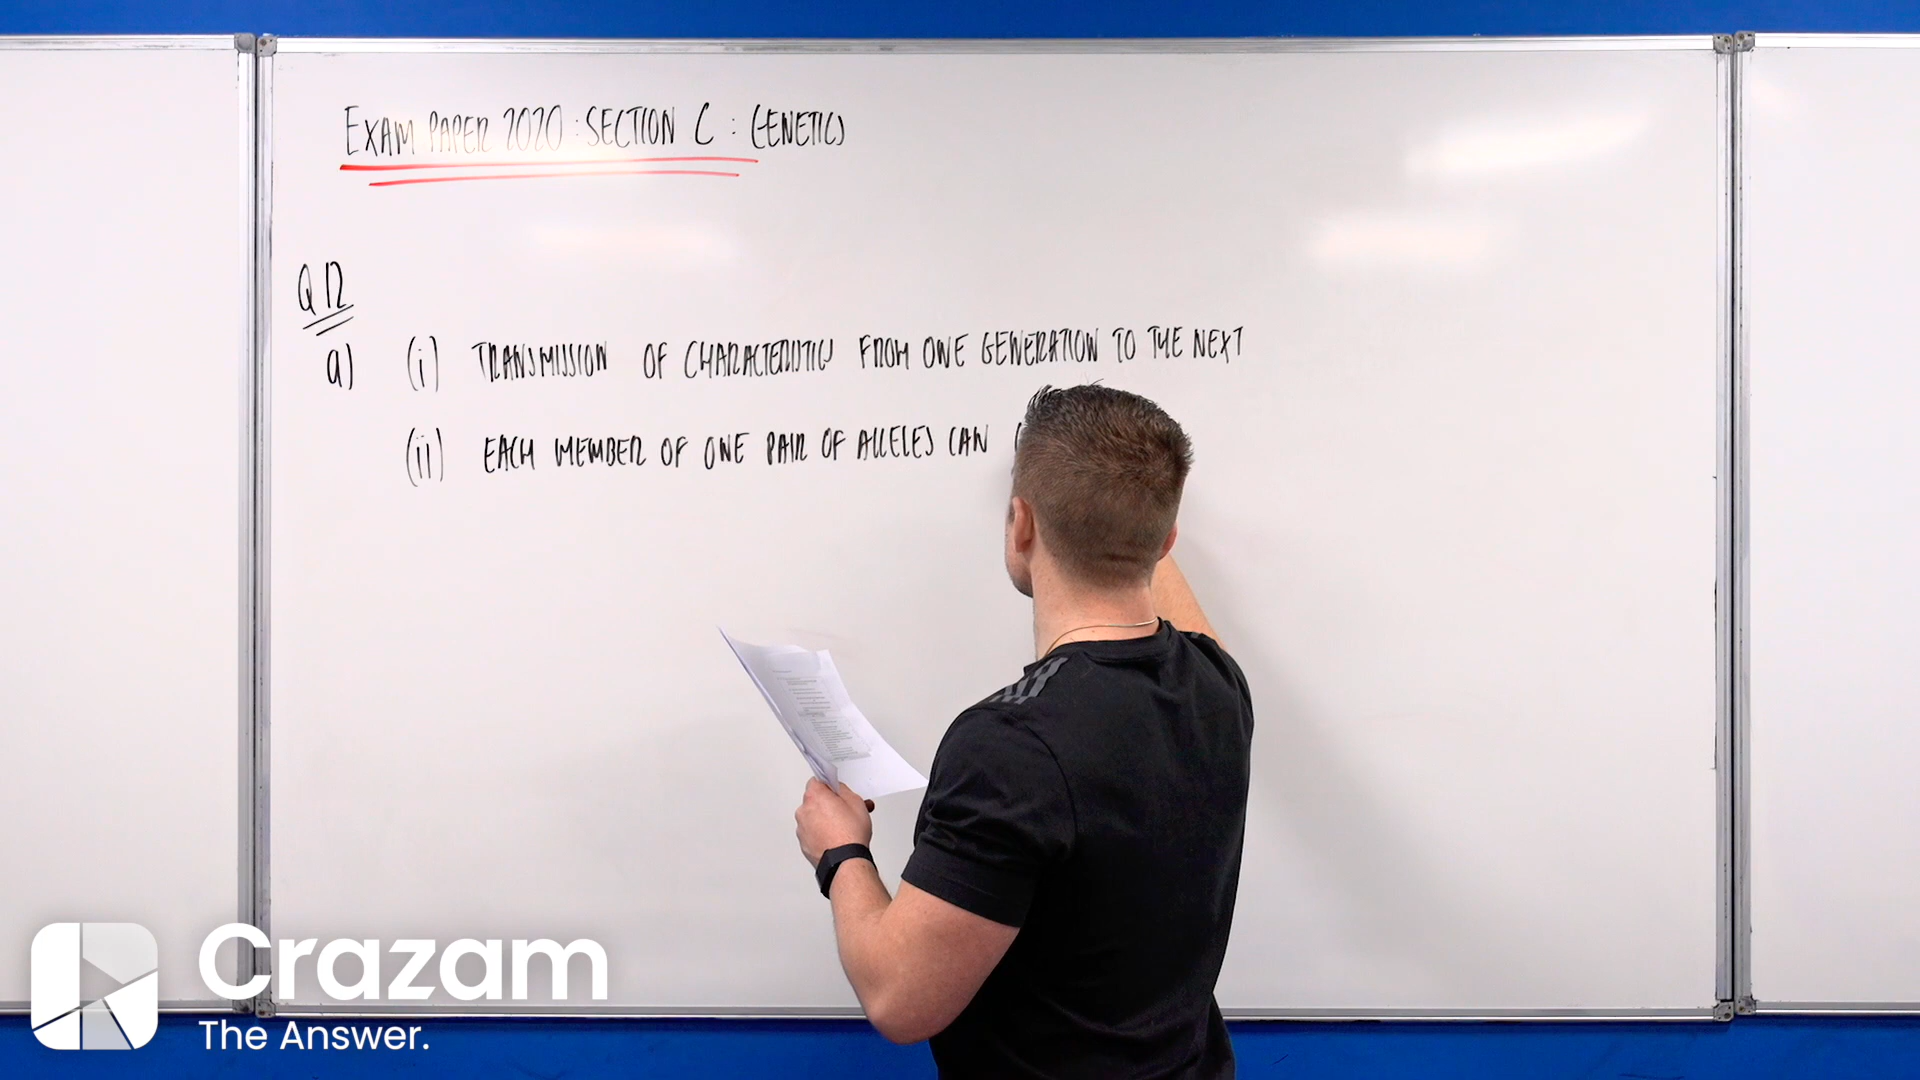 EXAM PAPER 2020 : SECTION C : GENETICS
Q12
a) (i) TRANSMISSION OF CHARACTERISTICS FROM ONE GENERATION TO THE NEXT
(ii) EACH MEMBER OF ONE PAIR OF ALLELES CAN
Crazam
The Answer.